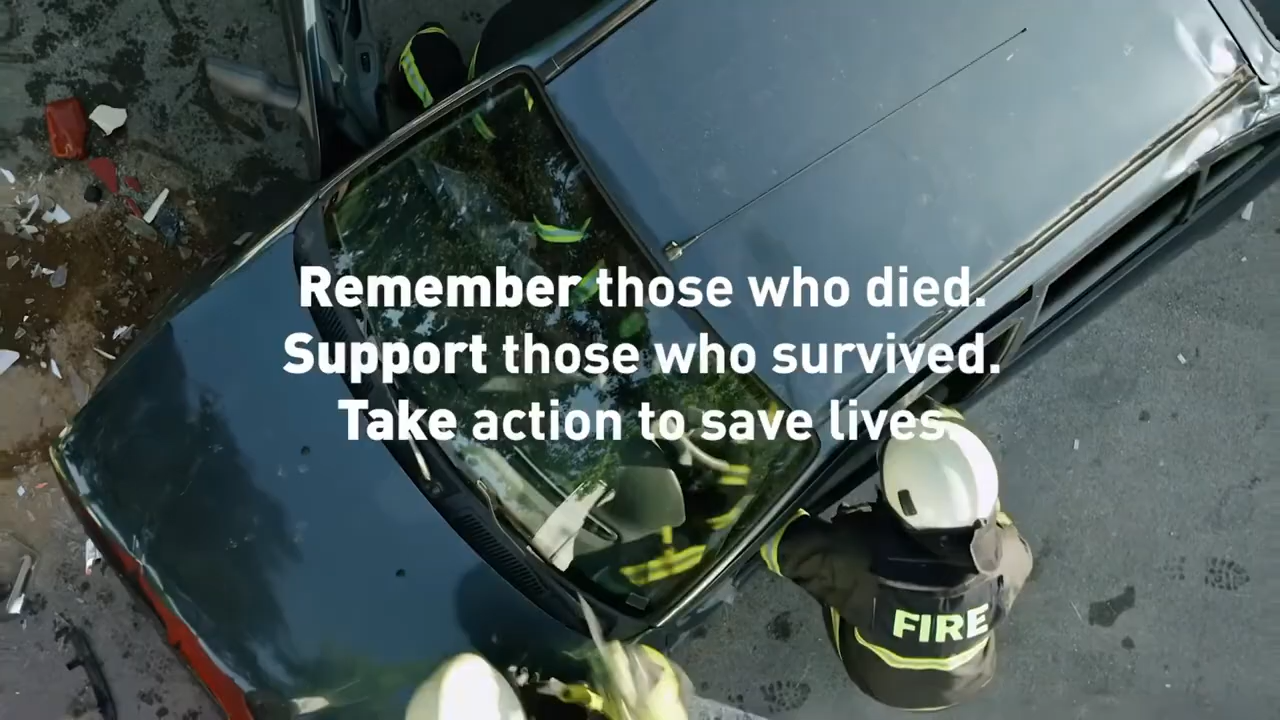 Remember those who died.
Support those who survived.
Take action to save lives.
FIRE